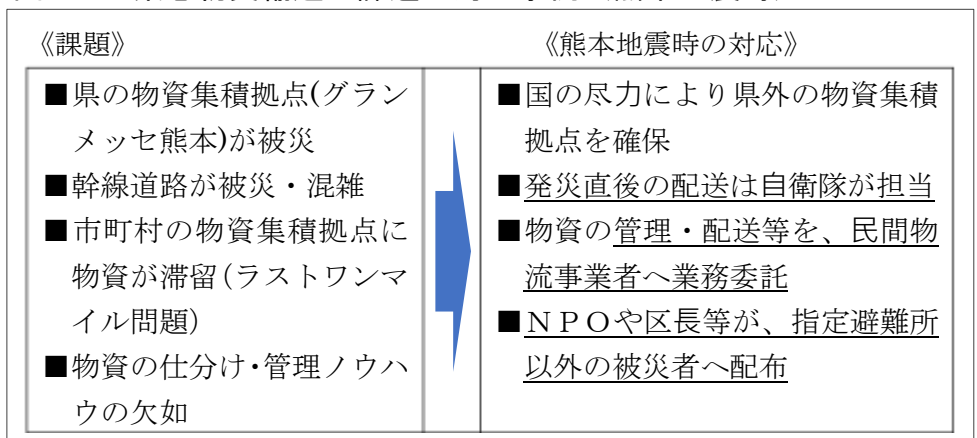 《課題》
■県の物資集積拠点(グラン
メッセ熊本)が被災
■幹線道路が被災・混雑
■市町村の物資集積拠点に
物資が滞留(ラストワンマ
イル問題)
■物資の仕分け・管理ノウハ
ウの欠如
《熊本地震時の対応》
■国の尽力により県外の物資集積
拠点を確保
■発災直後の配送は自衛隊が担当
■物資の管理・配送等を、民間物
流事業者へ業務委託
■NPOや区長等が、指定避難所
以外の被災者へ配布